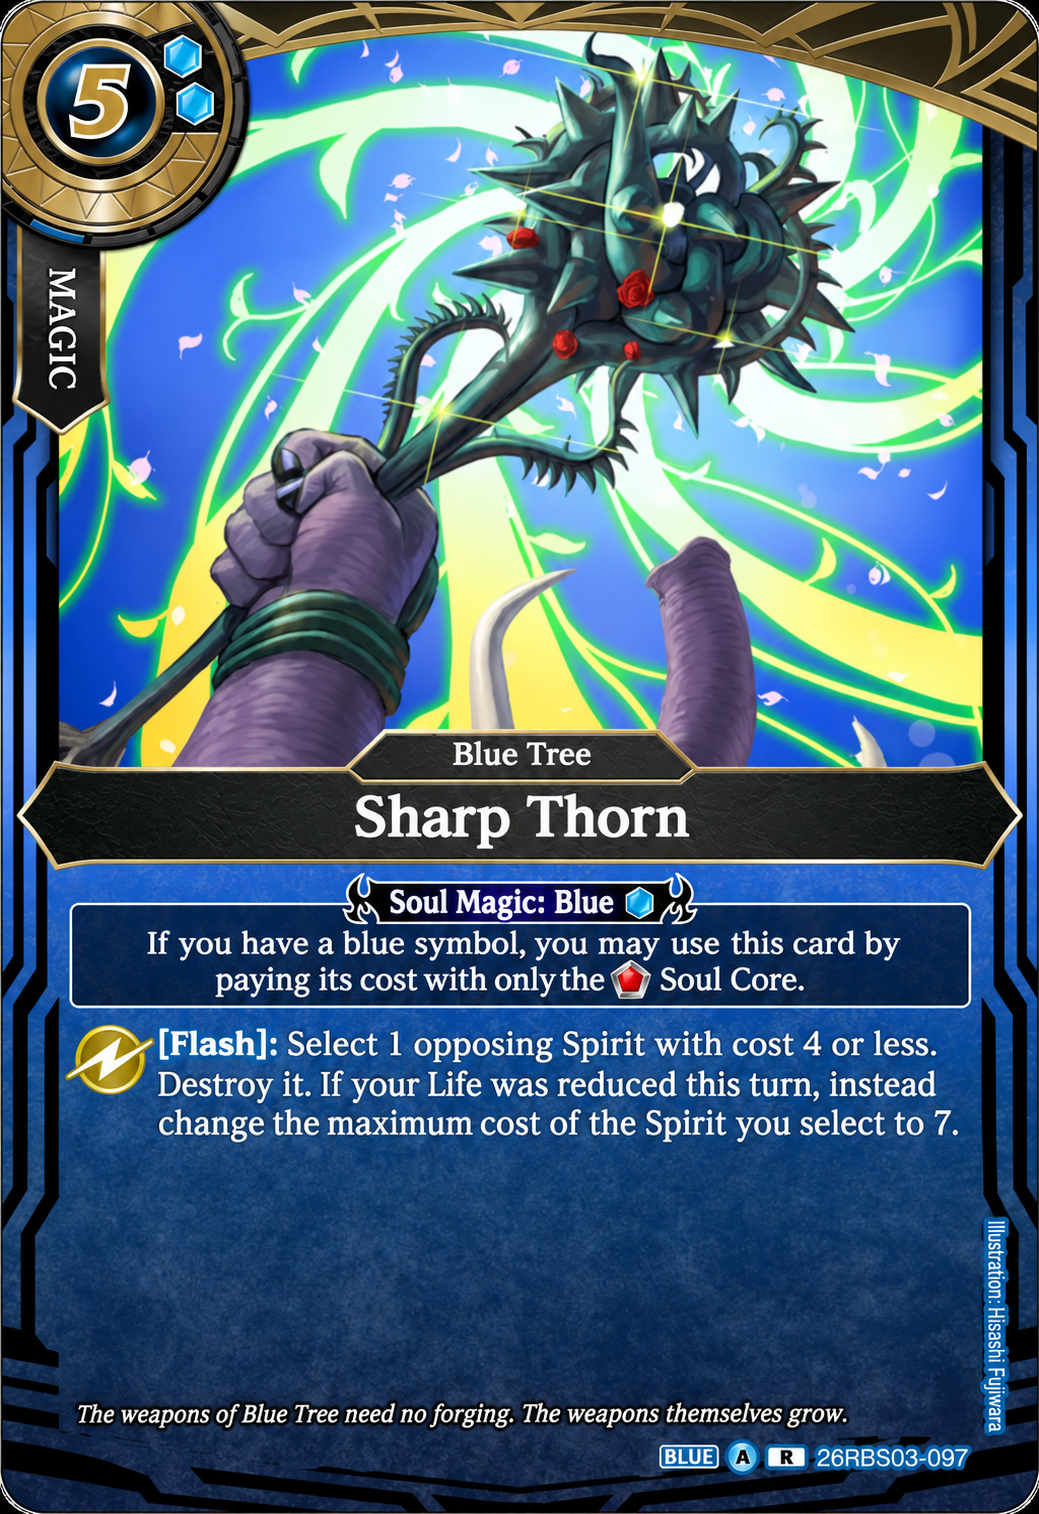 5
MAGIC
Blue Tree
Sharp Thorn
Soul Magic: Blue
If you have a blue symbol, you may use this card by
paying its cost with only the Soul Core.
[Flash]: Select 1 opposing Spirit with cost 4 or less.
Destroy it. If your Life was reduced this turn, instead
change the maximum cost of the Spirit you select to 7.
Illustration: Hisashi Fujiwara
The weapons of Blue Tree need no forging. The weapons themselves grow.
BLUE A R 26RBS03-097